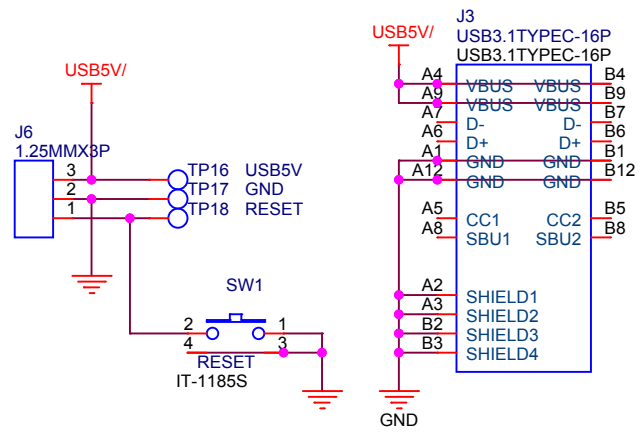 USB5V/
J6
1.25MMX3P
3
2
1
TP16 USB5V
TP17 GND
TP18 RESET
SW1
2 1
4 3
RESET
IT-1185S
J3
USB3.1TYPEC-16P
USB3.1TYPEC-16P
USB5V/
A4 VBUS VBUS B4
A9 VBUS VBUS B9
A7 D- D- B7
A6 D+ D+ B6
A1 GND GND B1
A12 GND GND B12
A5 CC1 CC2 B5
A8 SBU1 SBU2 B8
A2 SHIELD1
A3 SHIELD2
B2 SHIELD3
B3 SHIELD4
GND